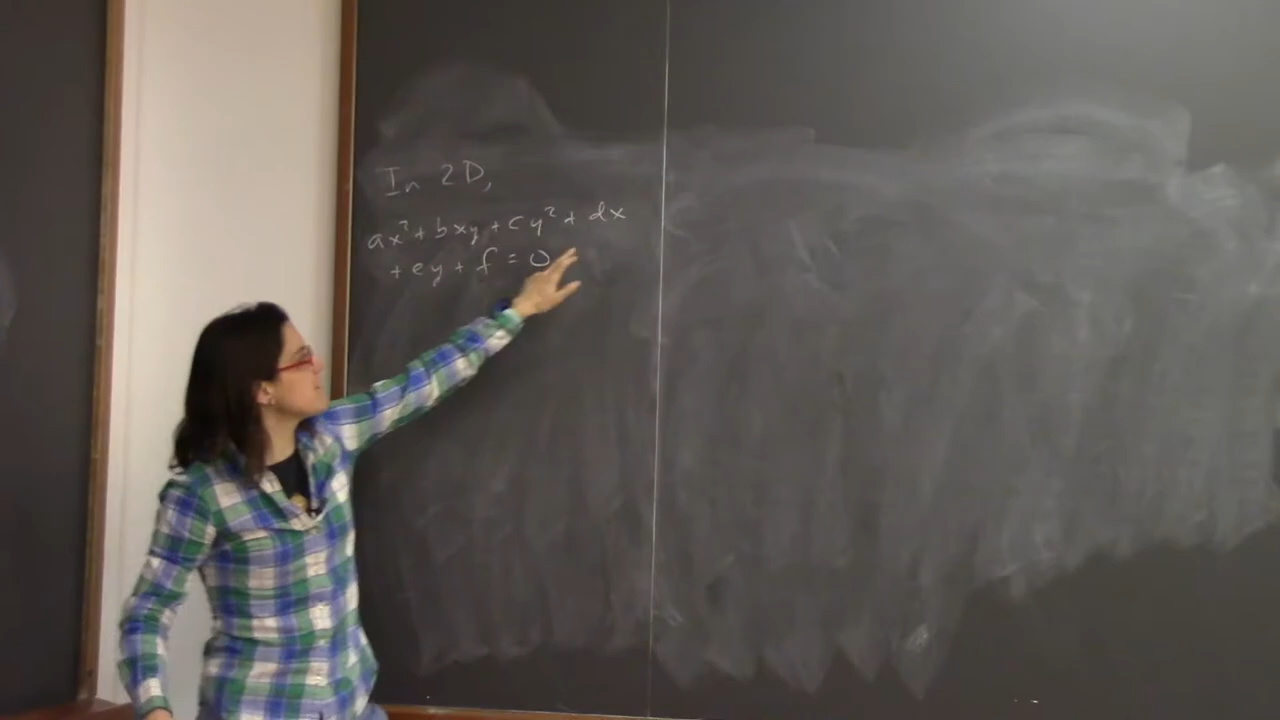 In 2D,
ax² + bxy + cy² + dx
+ ey + f = 0